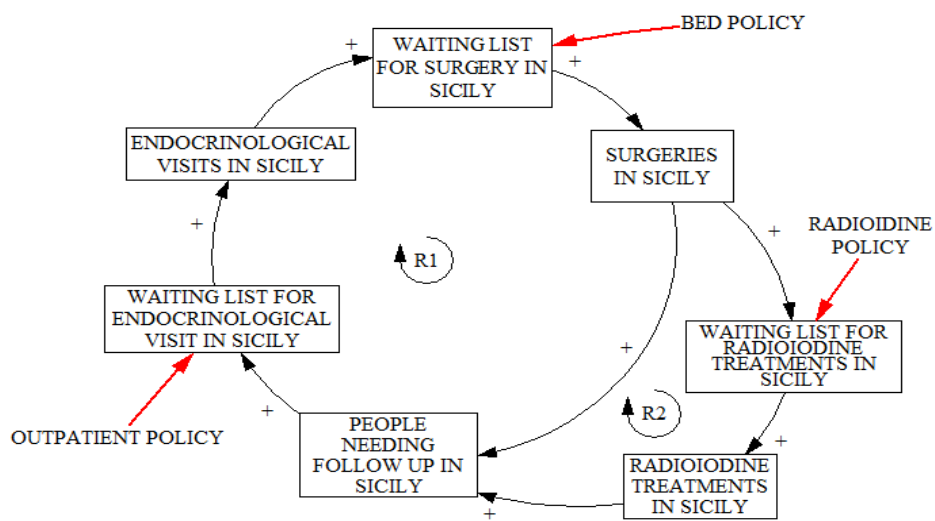 BED POLICY
+
WAITING LIST
FOR SURGERY IN
SICILY
+
ENDOCRINOLOGICAL
VISITS IN SICILY
SURGERIES
IN SICILY
+
+
RADIOIDINE
POLICY
R1
WAITING LIST FOR
ENDOCRINOLOGICAL
VISIT IN SICILY
WAITING LIST FOR
RADIOIODINE
TREATMENTS IN
SICILY
+
+
R2
PEOPLE
NEEDING
FOLLOW UP IN
SICILY
OUTPATIENT POLICY
+
RADIOIODINE
TREATMENTS
IN SICILY
+